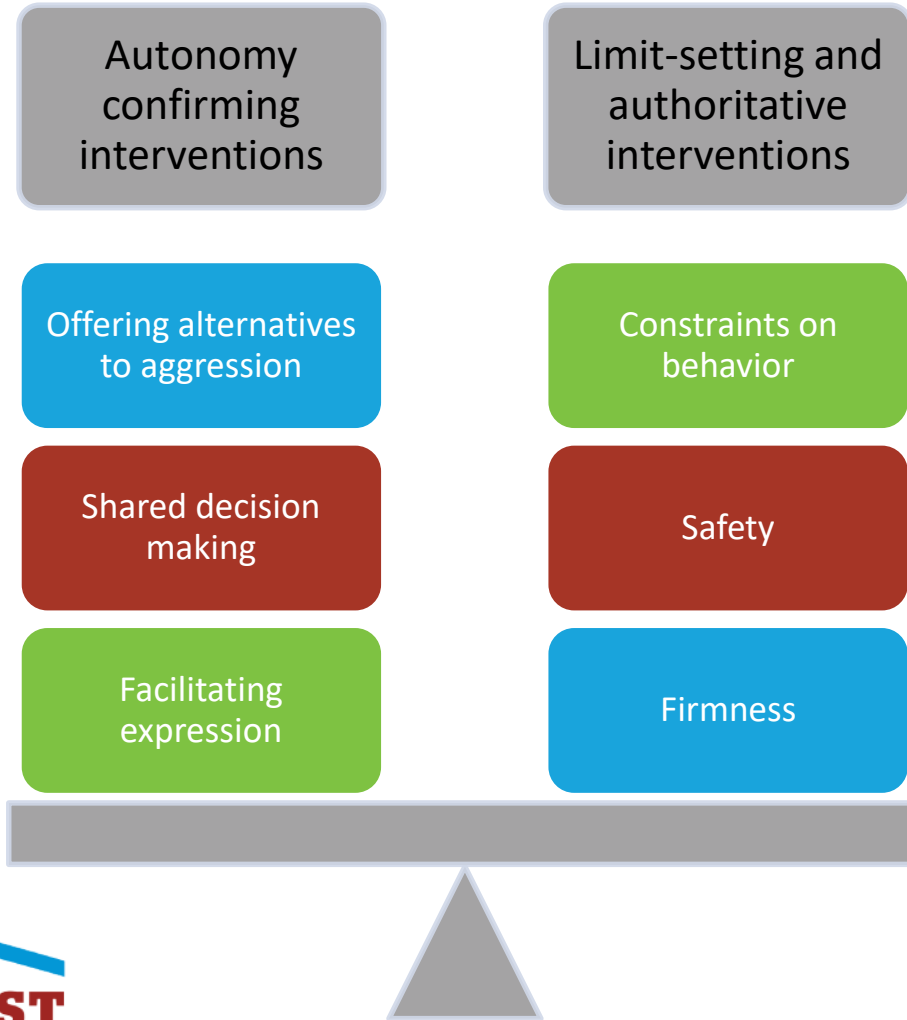 Autonomy
confirming
interventions
Limit-setting and
authoritative
interventions
Offering alternatives
to aggression
Constraints on
behavior
Shared decision
making
Safety
Facilitating
expression
Firmness
ST